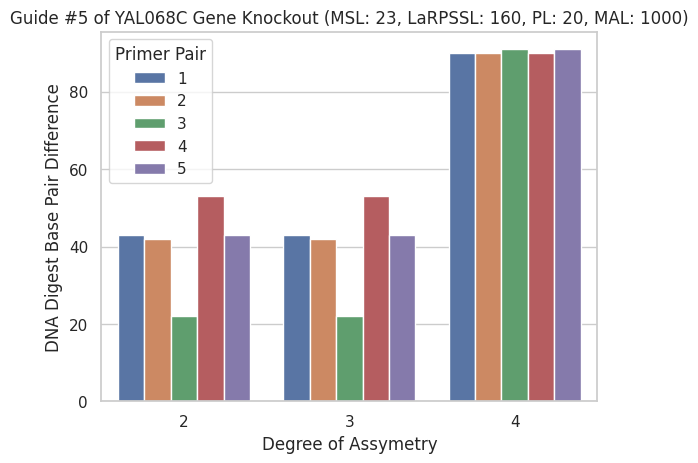 Guide #5 of YAL068C Gene Knockout (MSL: 23, LaRPSSL: 160, PL: 20, MAL: 1000)
Primer Pair
1
2
3
4
5
DNA Digest Base Pair Difference
80
60
40
20
0
2 3 4
Degree of Assymetry